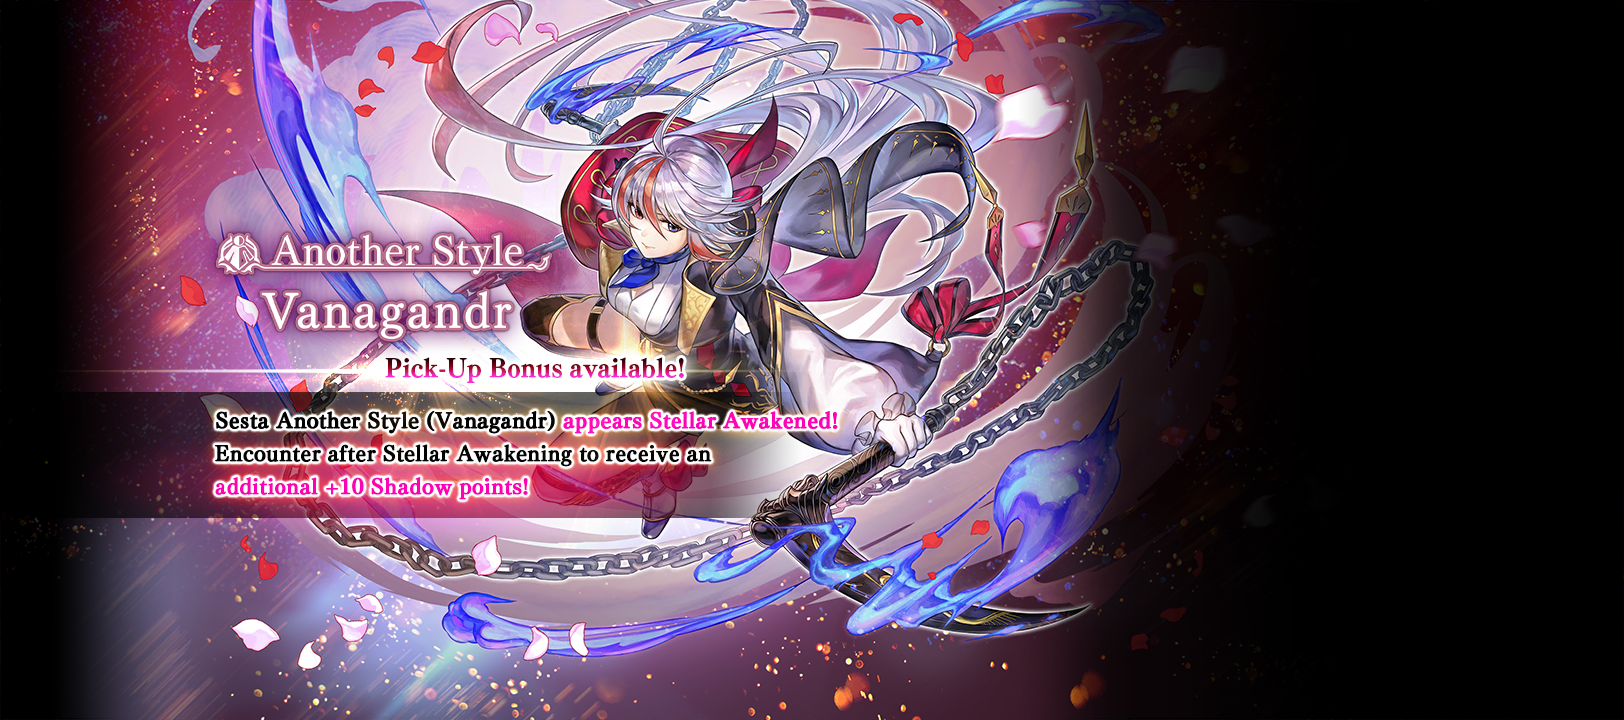 Another Style
Vanagandr
Pick-Up Bonus available!
Sesta Another Style (Vanagandr) appears Stellar Awakened!
Encounter after Stellar Awakening to receive an
additional +10 Shadow points!